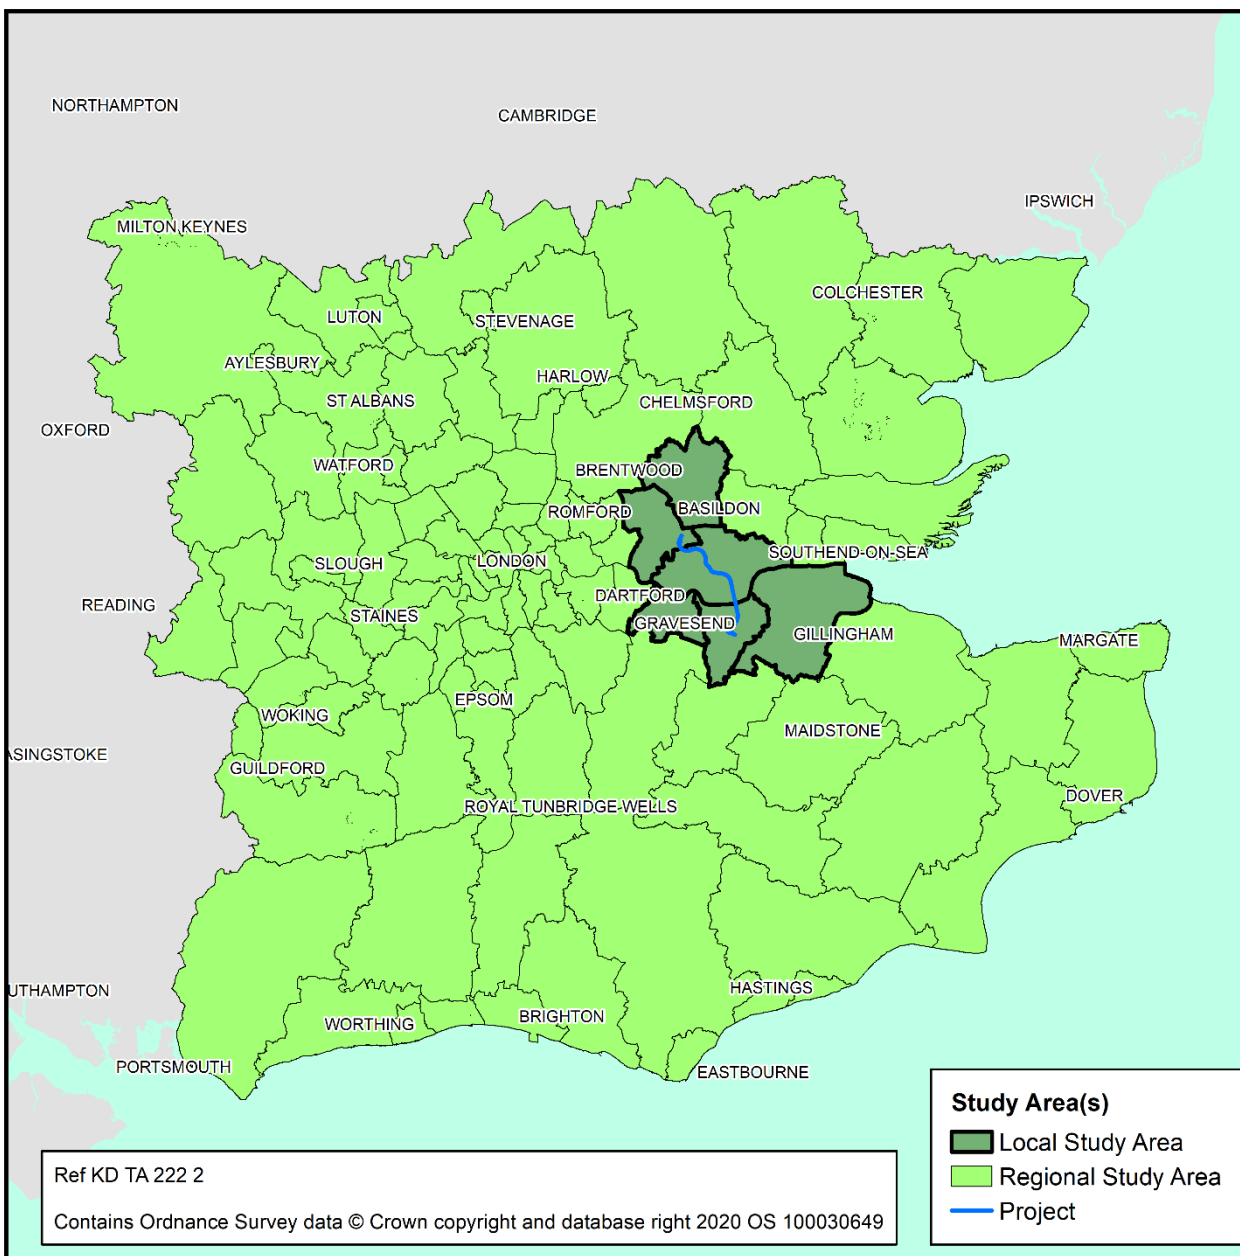 NORTHAMPTON
CAMBRIDGE
IPSWICH
MILTON KEYNES
COLCHESTER
LUTON
STEVENAGE
AYLESBURY
HARLOW
ST ALBANS
CHELMSFORD
OXFORD
WATFORD
BRENTWOOD
ROMFORD
BASILDON
SLOUGH
LONDON
SOUTHEND-ON-SEA
READING
DARTFORD
STAINES
GRAVESEND
GILLINGHAM
MARGATE
EPSOM
WOKING
MAIDSTONE
ASINGSTOKE
GUILDFORD
DOVER
ROYAL TUNBRIDGE WELLS
HASTINGS
UTHAMPTON
WORTHING
BRIGHTON
PORTSMOUTH
EASTBOURNE
Study Area(s)
Local Study Area
Regional Study Area
Project
Ref KD TA 222 2
Contains Ordnance Survey data © Crown copyright and database right 2020 OS 100030649